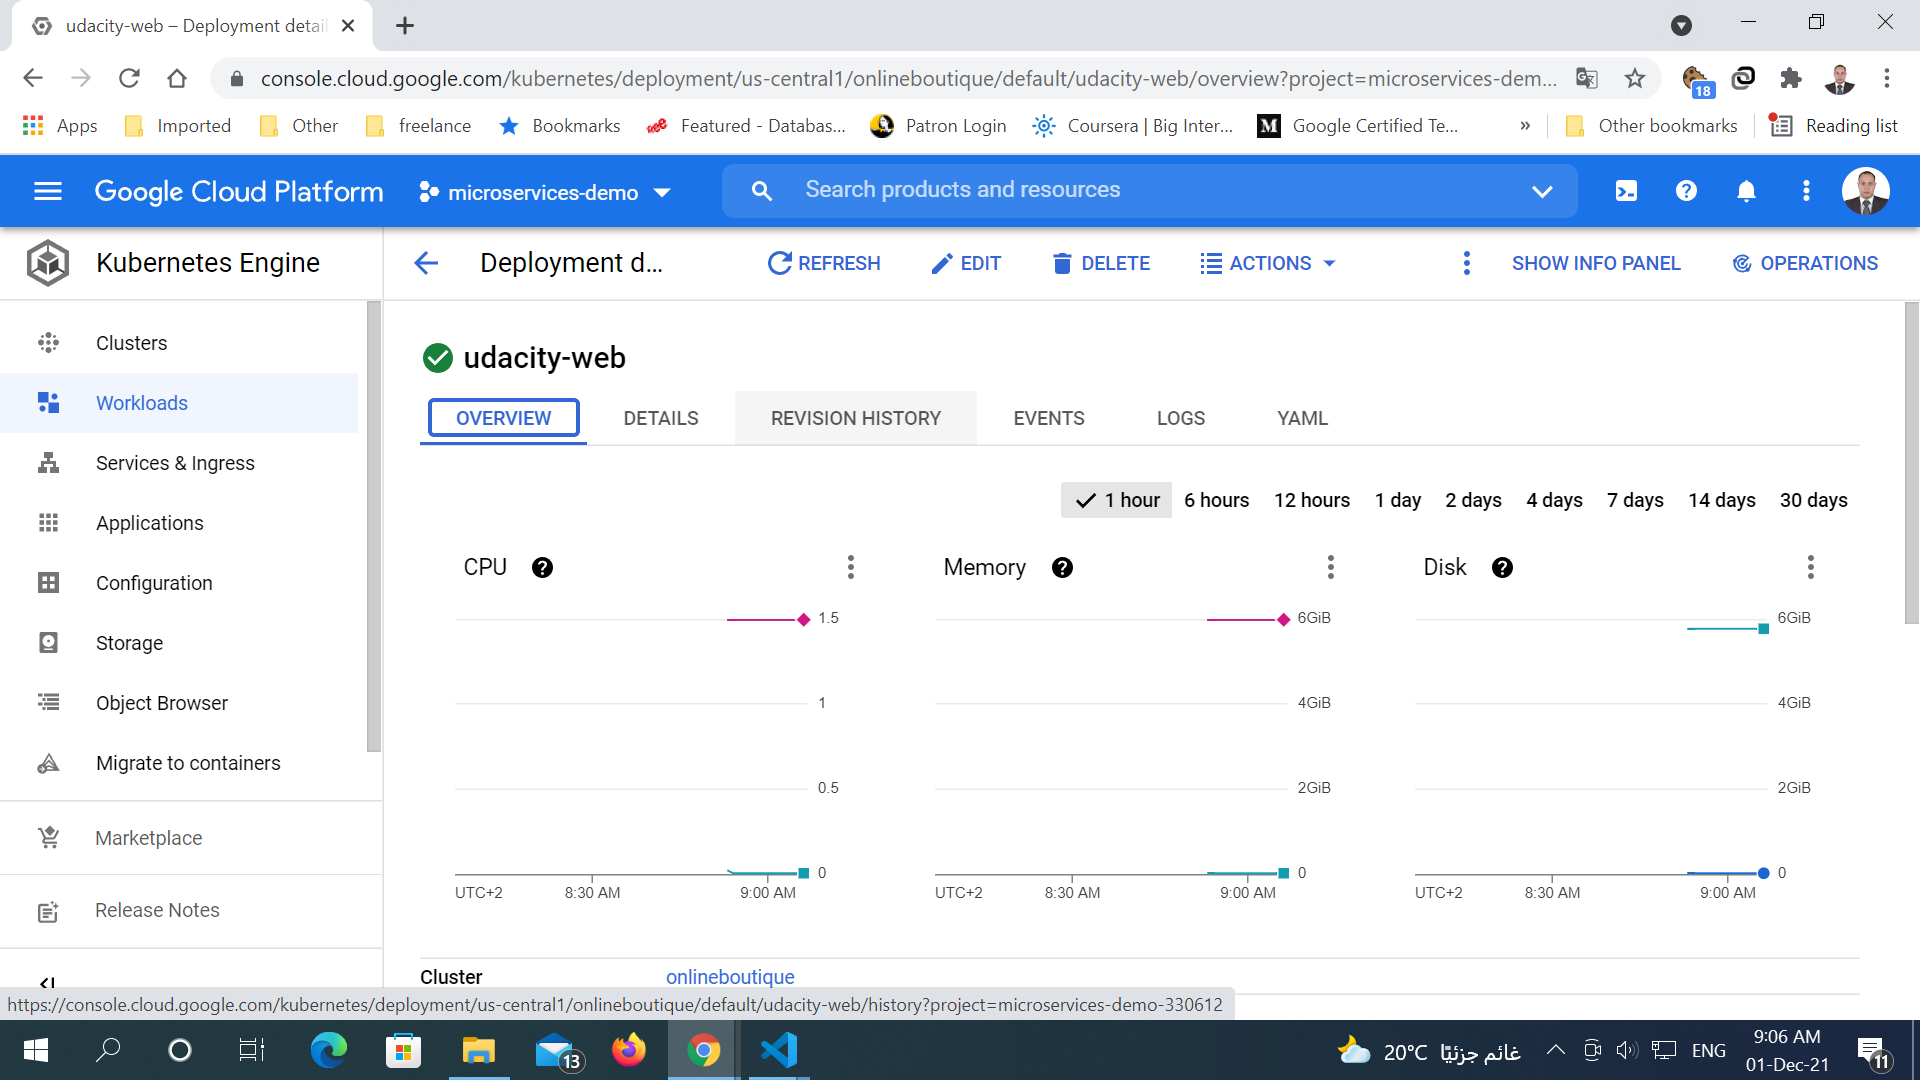 udacity-web – Deployment detai
console.cloud.google.com/kubernetes/deployment/us-central1/onlineboutique/default/udacity-web/overview?project=microservices-dem...
18
Apps Imported Other freelance Bookmarks Featured - Databas... Patron Login Coursera | Big Inter... M Google Certified Te... » Other bookmarks Reading list
Google Cloud Platform microservices-demo Search products and resources
Kubernetes Engine Deployment d... REFRESH EDIT DELETE ACTIONS SHOW INFO PANEL OPERATIONS
Clusters
Workloads
Services & Ingress
Applications
Configuration
Storage
Object Browser
Migrate to containers
Marketplace
Release Notes
udacity-web
OVERVIEW DETAILS REVISION HISTORY EVENTS LOGS YAML
1 hour 6 hours 12 hours 1 day 2 days 4 days 7 days 14 days 30 days
CPU
1.5
1
0.5
0
UTC+2 8:30 AM 9:00 AM
Memory
6GiB
4GiB
2GiB
0
UTC+2 8:30 AM 9:00 AM
Disk
6GiB
4GiB
2GiB
0
UTC+2 8:30 AM 9:00 AM
Cluster onlineboutique
https://console.cloud.google.com/kubernetes/deployment/us-central1/onlineboutique/default/udacity-web/history?project=microservices-demo-330612
13
20°C غائم جزئيًا
ENG
9:06 AM
01-Dec-21
11